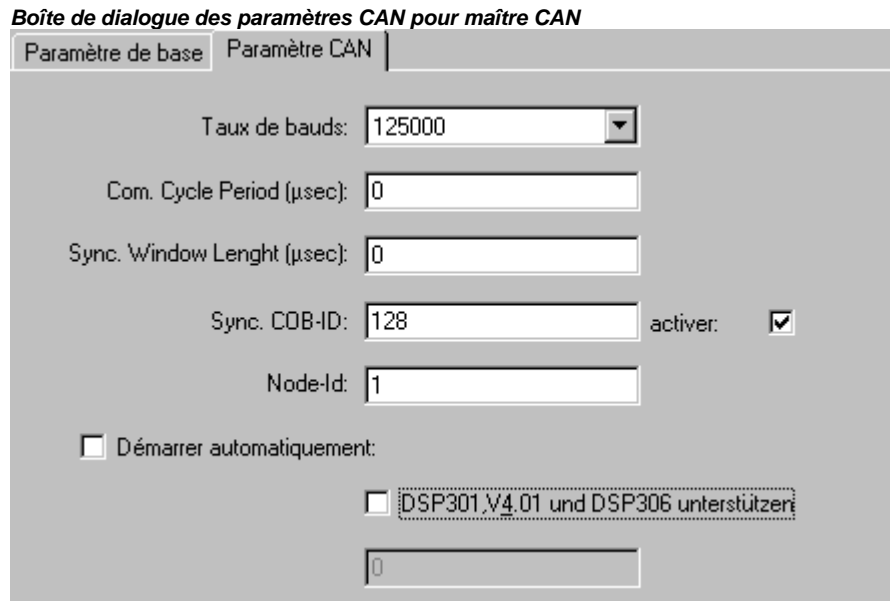 Boîte de dialogue des paramètres CAN pour maître CAN
Paramètre de base Paramètre CAN
Taux de bauds: 125000
Com. Cycle Period (µsec): 0
Sync. Window Lenght (µsec): 0
Sync. COB-ID: 128 activer:
Node-Id: 1
Démarrer automatiquement:
DSP301,V4.01 und DSP306 unterstützen
0